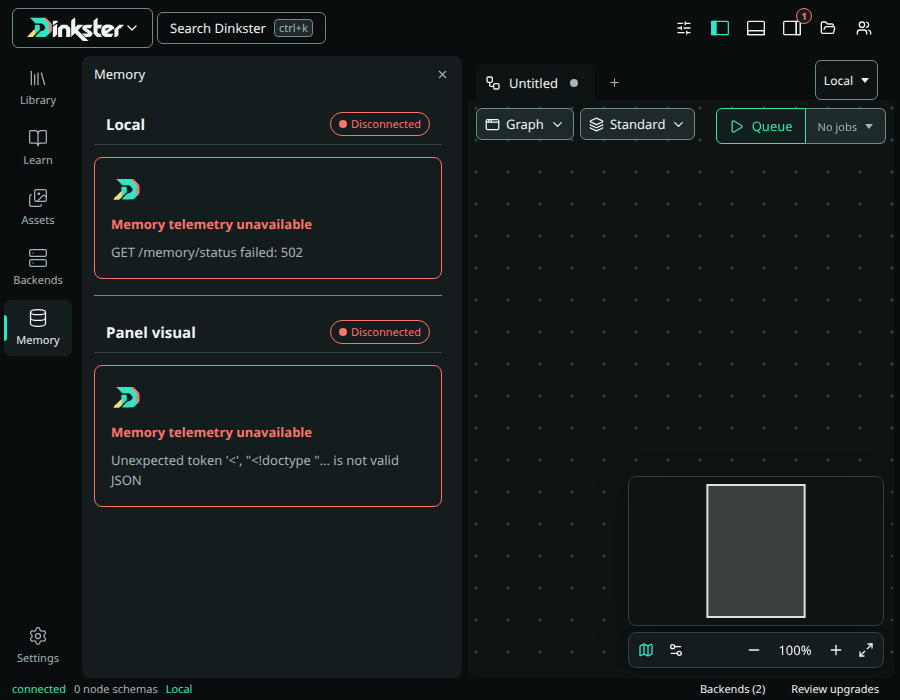 Dinkster
Search Dinkster ctrl+k
1
Library
Learn
Assets
Backends
Memory
Settings
Memory
Local
Disconnected
Memory telemetry unavailable
GET /memory/status failed: 502
Panel visual
Disconnected
Memory telemetry unavailable
Unexpected token '<', "<!doctype "... is not valid
JSON
Untitled
Local
Graph
Standard
Queue
No jobs
100%
connected 0 node schemas Local
Backends (2) Review upgrades